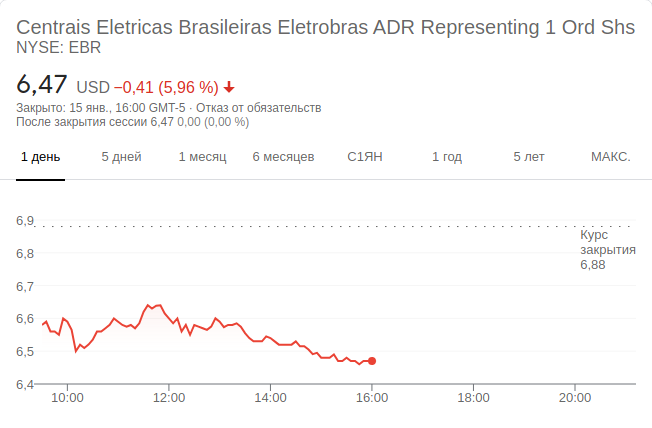 Centrais Eletricas Brasileiras Eletrobras ADR Representing 1 Ord Shs
NYSE: EBR
6,47 USD −0,41 (5,96 %)
Закрыто: 15 янв., 16:00 GMT-5 · Отказ от обязательств
После закрытия сессии 6,47 0,00 (0,00 %)
1 день 5 дней 1 месяц 6 месяцев С1ЯН 1 год 5 лет МАКС.
6,9
Курс
закрытия
6,88
6,8
6,7
6,6
6,5
6,4
10:00 12:00 14:00 16:00 18:00 20:00